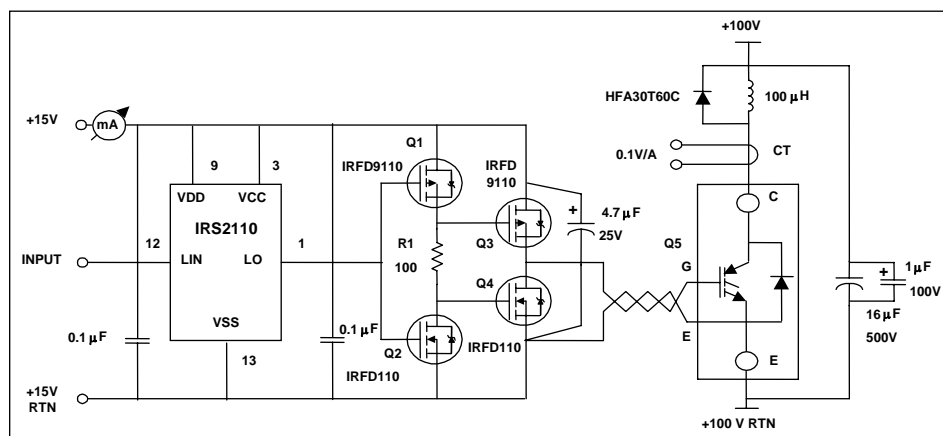 +100V
HFA30T60C
100 µH
+15V
mA
Q1
IRFD9110
IRFD
9110
0.1V/A
CT
9
3
VDD
VCC
IRS2110
12
1
INPUT
LIN
LO
R1
100
Q3
+
4.7 µF
25V
C
Q5
Q4
G
+
1µF
100V
VSS
0.1 µF
0.1 µF
E
16 µF
500V
13
Q2
IRFD110
IRFD110
E
+15V
RTN
+100 V RTN